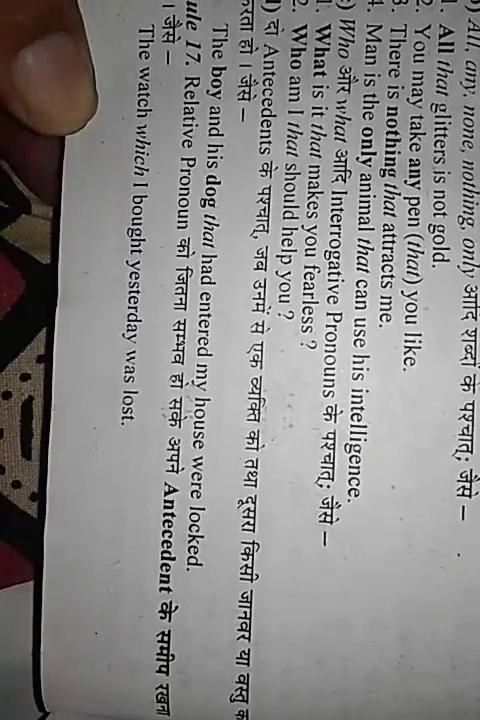 ) All, any, none, nothing, only आदि शब्दों के पश्चात्; जैसे –
1. All that glitters is not gold.
2. You may take any pen (that) you like.
3. There is nothing that attracts me.
4. Man is the only animal that can use his intelligence.
c) Who और what आदि Interrogative Pronouns के पश्चात्; जैसे –
1. What is it that makes you fearless ?
2. Who am I that should help you ?
d) दो Antecedents के पश्चात्, जब उनमें से एक व्यक्ति को तथा दूसरा किसी जानवर या वस्तु क
करता हो । जैसे –
The boy and his dog that had entered my house were locked.
ule 17. Relative Pronoun को जितना सम्भव हो सके अपने Antecedent के समीप रखना
। जैसे –
The watch which I bought yesterday was lost.